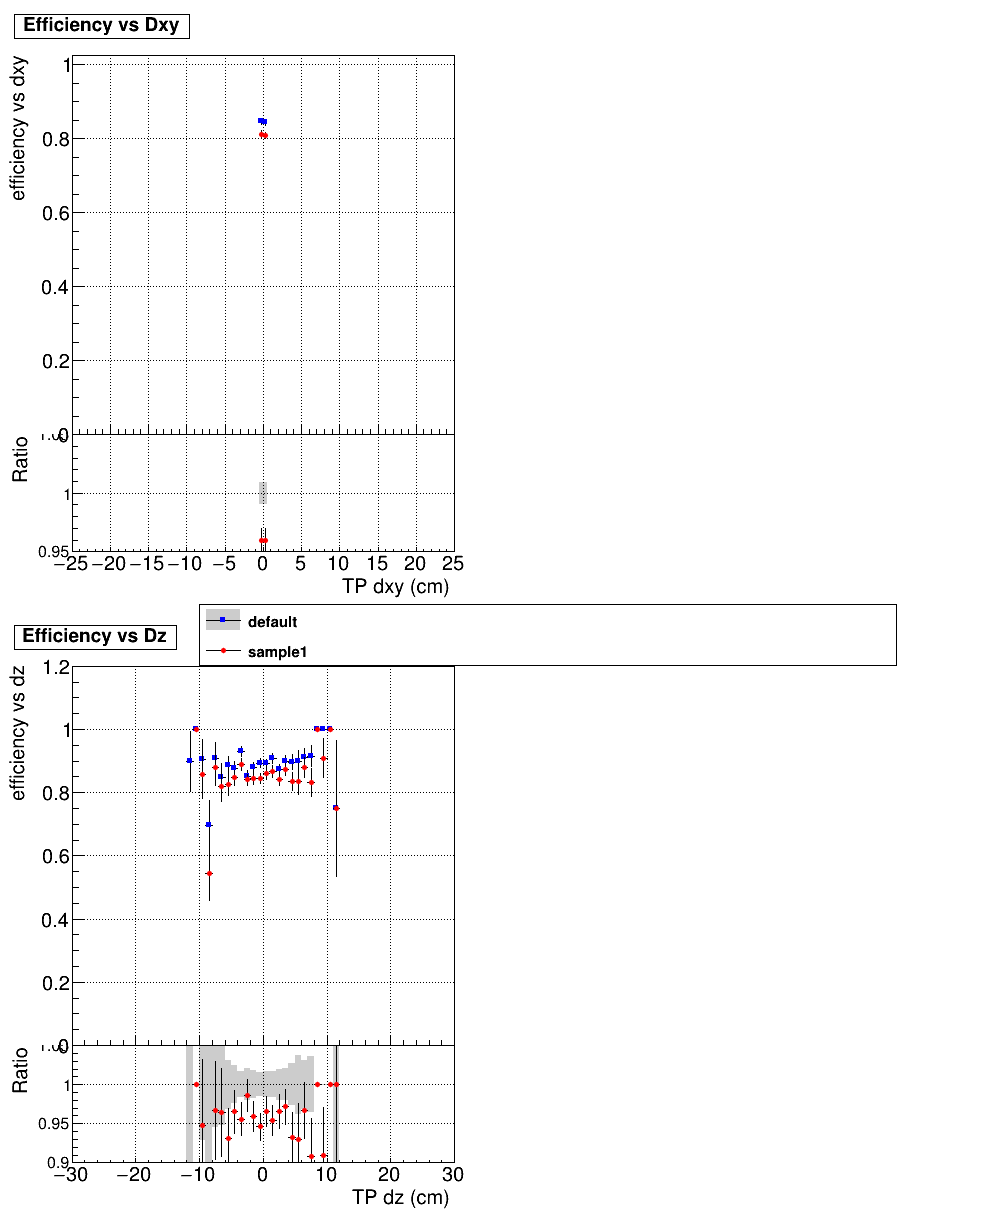 Efficiency vs Dxy
efficiency vs dxy
1
0.8
0.6
0.4
0.2
0
Ratio
1
0.95
−25 −20 −15 −10 −5 0 5 10 15 20 25
TP dxy (cm)
default
sample1
Efficiency vs Dz
efficiency vs dz
1.2
1
0.8
0.6
0.4
0.2
0
Ratio
1
0.95
0.9
−30 −20 −10 0 10 20 30
TP dz (cm)